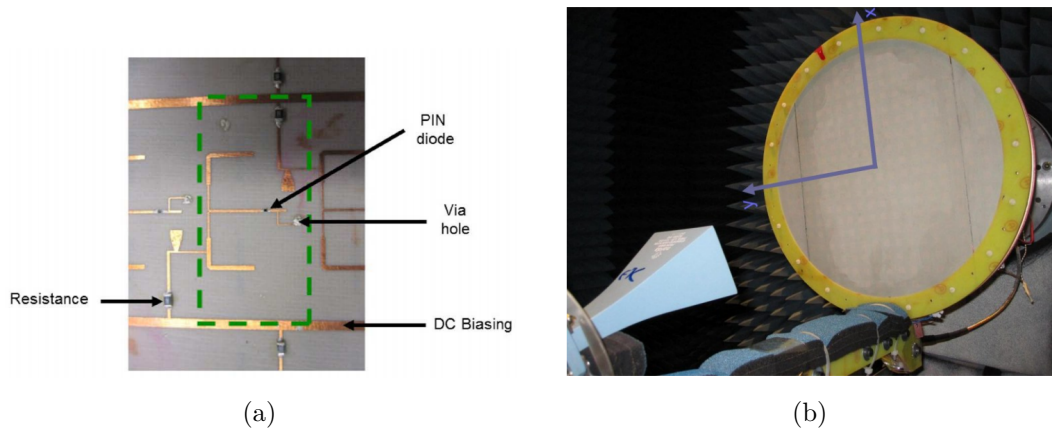 PIN
diode
Via
hole
Resistance
DC Biasing
x
y
(a)
(b)